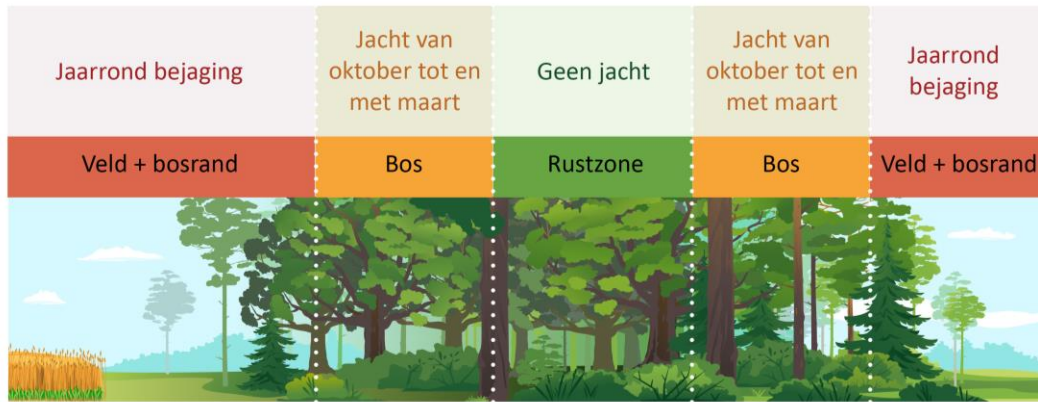 Jaarrond bejaging
Jacht van
oktober tot en
met maart
Geen jacht
Jacht van
oktober tot en
met maart
Jaarrond
bejaging
Veld + bosrand
Bos
Rustzone
Bos
Veld + bosrand